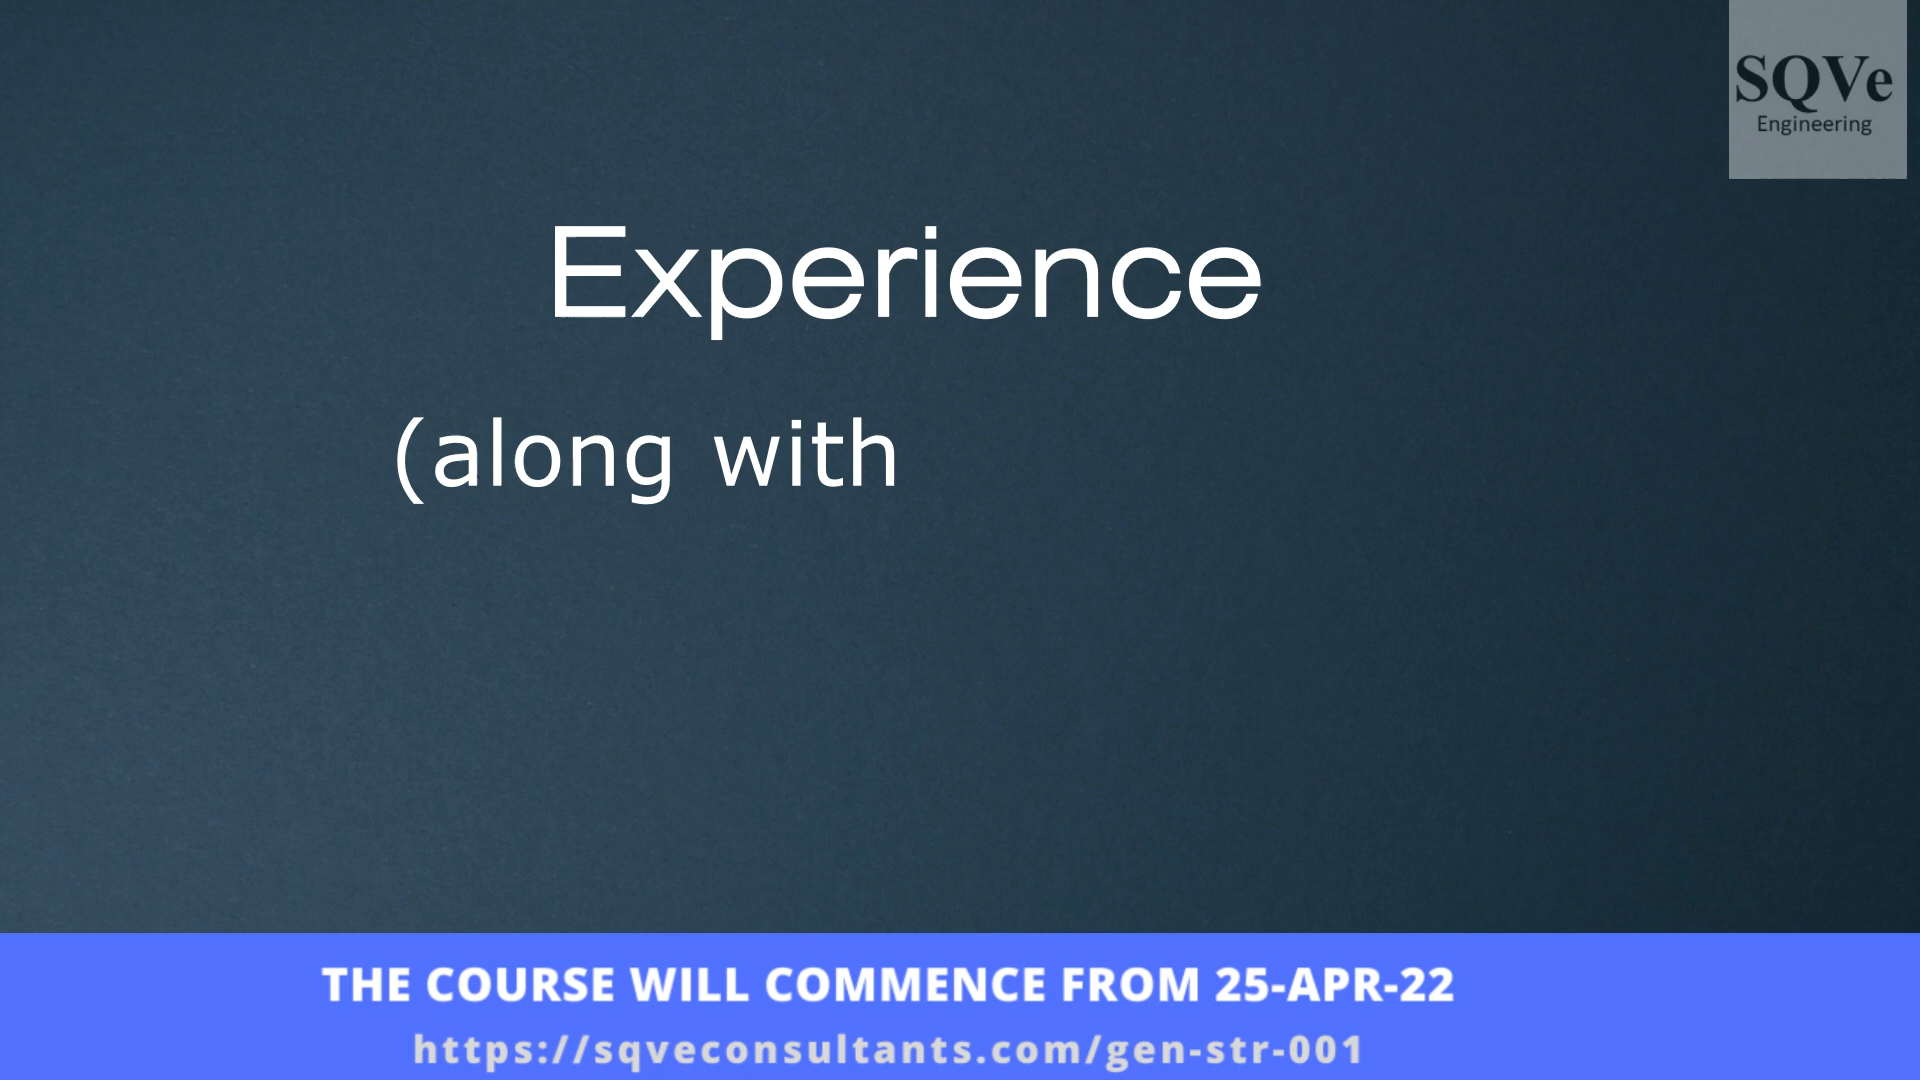 SQVe
Engineering
Experience
(along with
THE COURSE WILL COMMENCE FROM 25-APR-22
https://sqveconsultants.com/gen-str-001